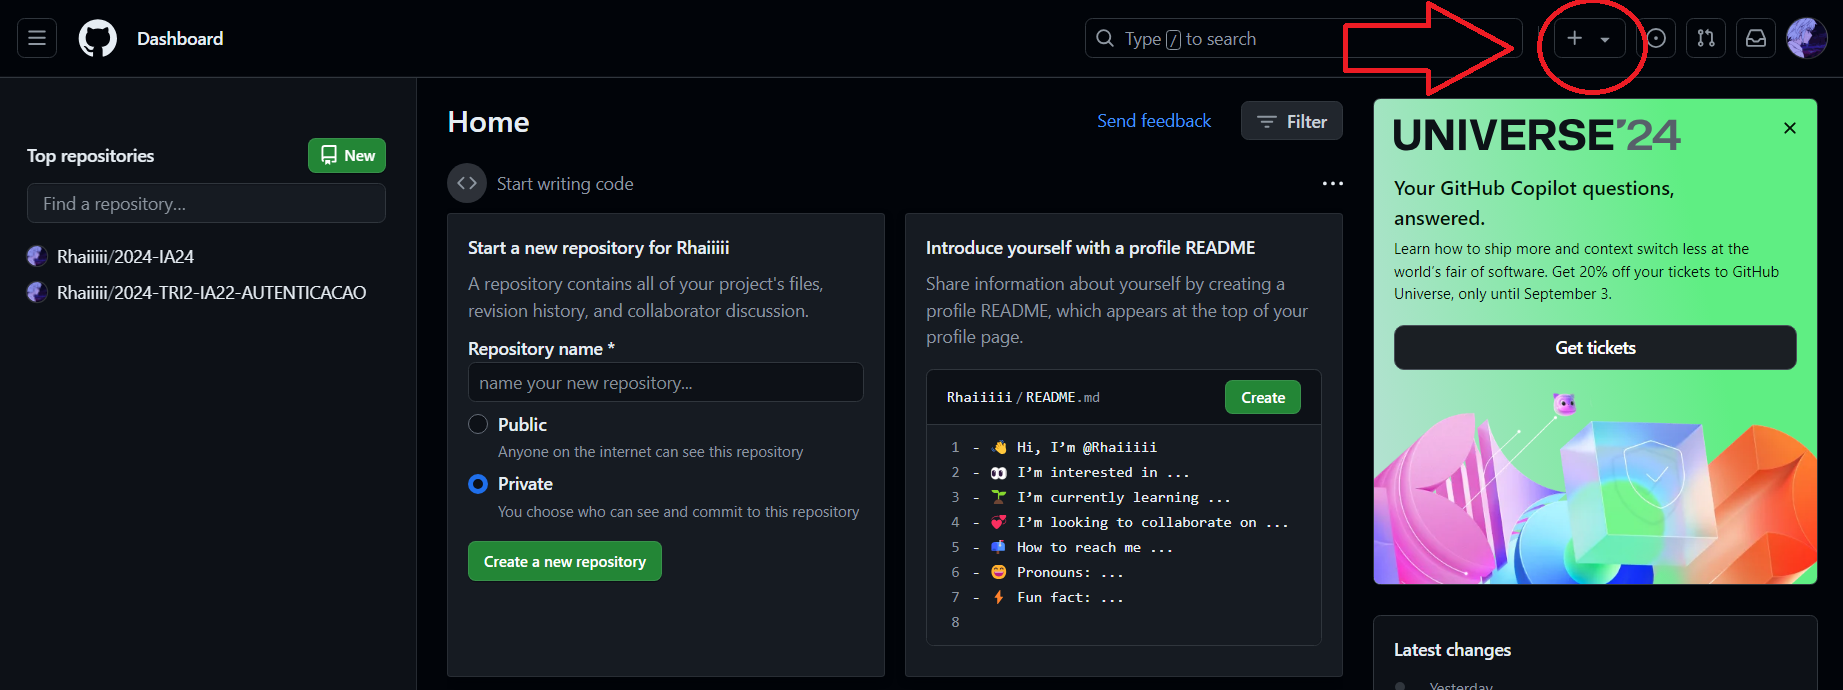 Dashboard
Type / to search
Top repositories
New
Find a repository...
Rhaiiiii/2024-IA24
Rhaiiiii/2024-TRI2-IA22-AUTENTICACAO
Home
Send feedback
Filter
Start writing code
Start a new repository for Rhaiiiii
A repository contains all of your project's files,
revision history, and collaborator discussion.
Repository name *
name your new repository...
Public
Anyone on the internet can see this repository
Private
You choose who can see and commit to this repository
Create a new repository
Introduce yourself with a profile README
Share information about yourself by creating a
profile README, which appears at the top of your
profile page.
Rhaiiiii/README.md
Create
1 - 👋 Hi, I’m @Rhaiiiii
2 - 👀 I’m interested in ...
3 - 🌱 I’m currently learning ...
4 - 💞️ I’m looking to collaborate on ...
5 - 📫 How to reach me ...
6 - 😄 Pronouns: ...
7 - ⚡ Fun fact: ...
8
UNIVERSE'24
Your GitHub Copilot questions,
answered.
Learn how to ship more and context switch less at the
world’s fair of software. Get 20% off your tickets to GitHub
Universe, only until September 3.
Get tickets
Latest changes
Yesterday